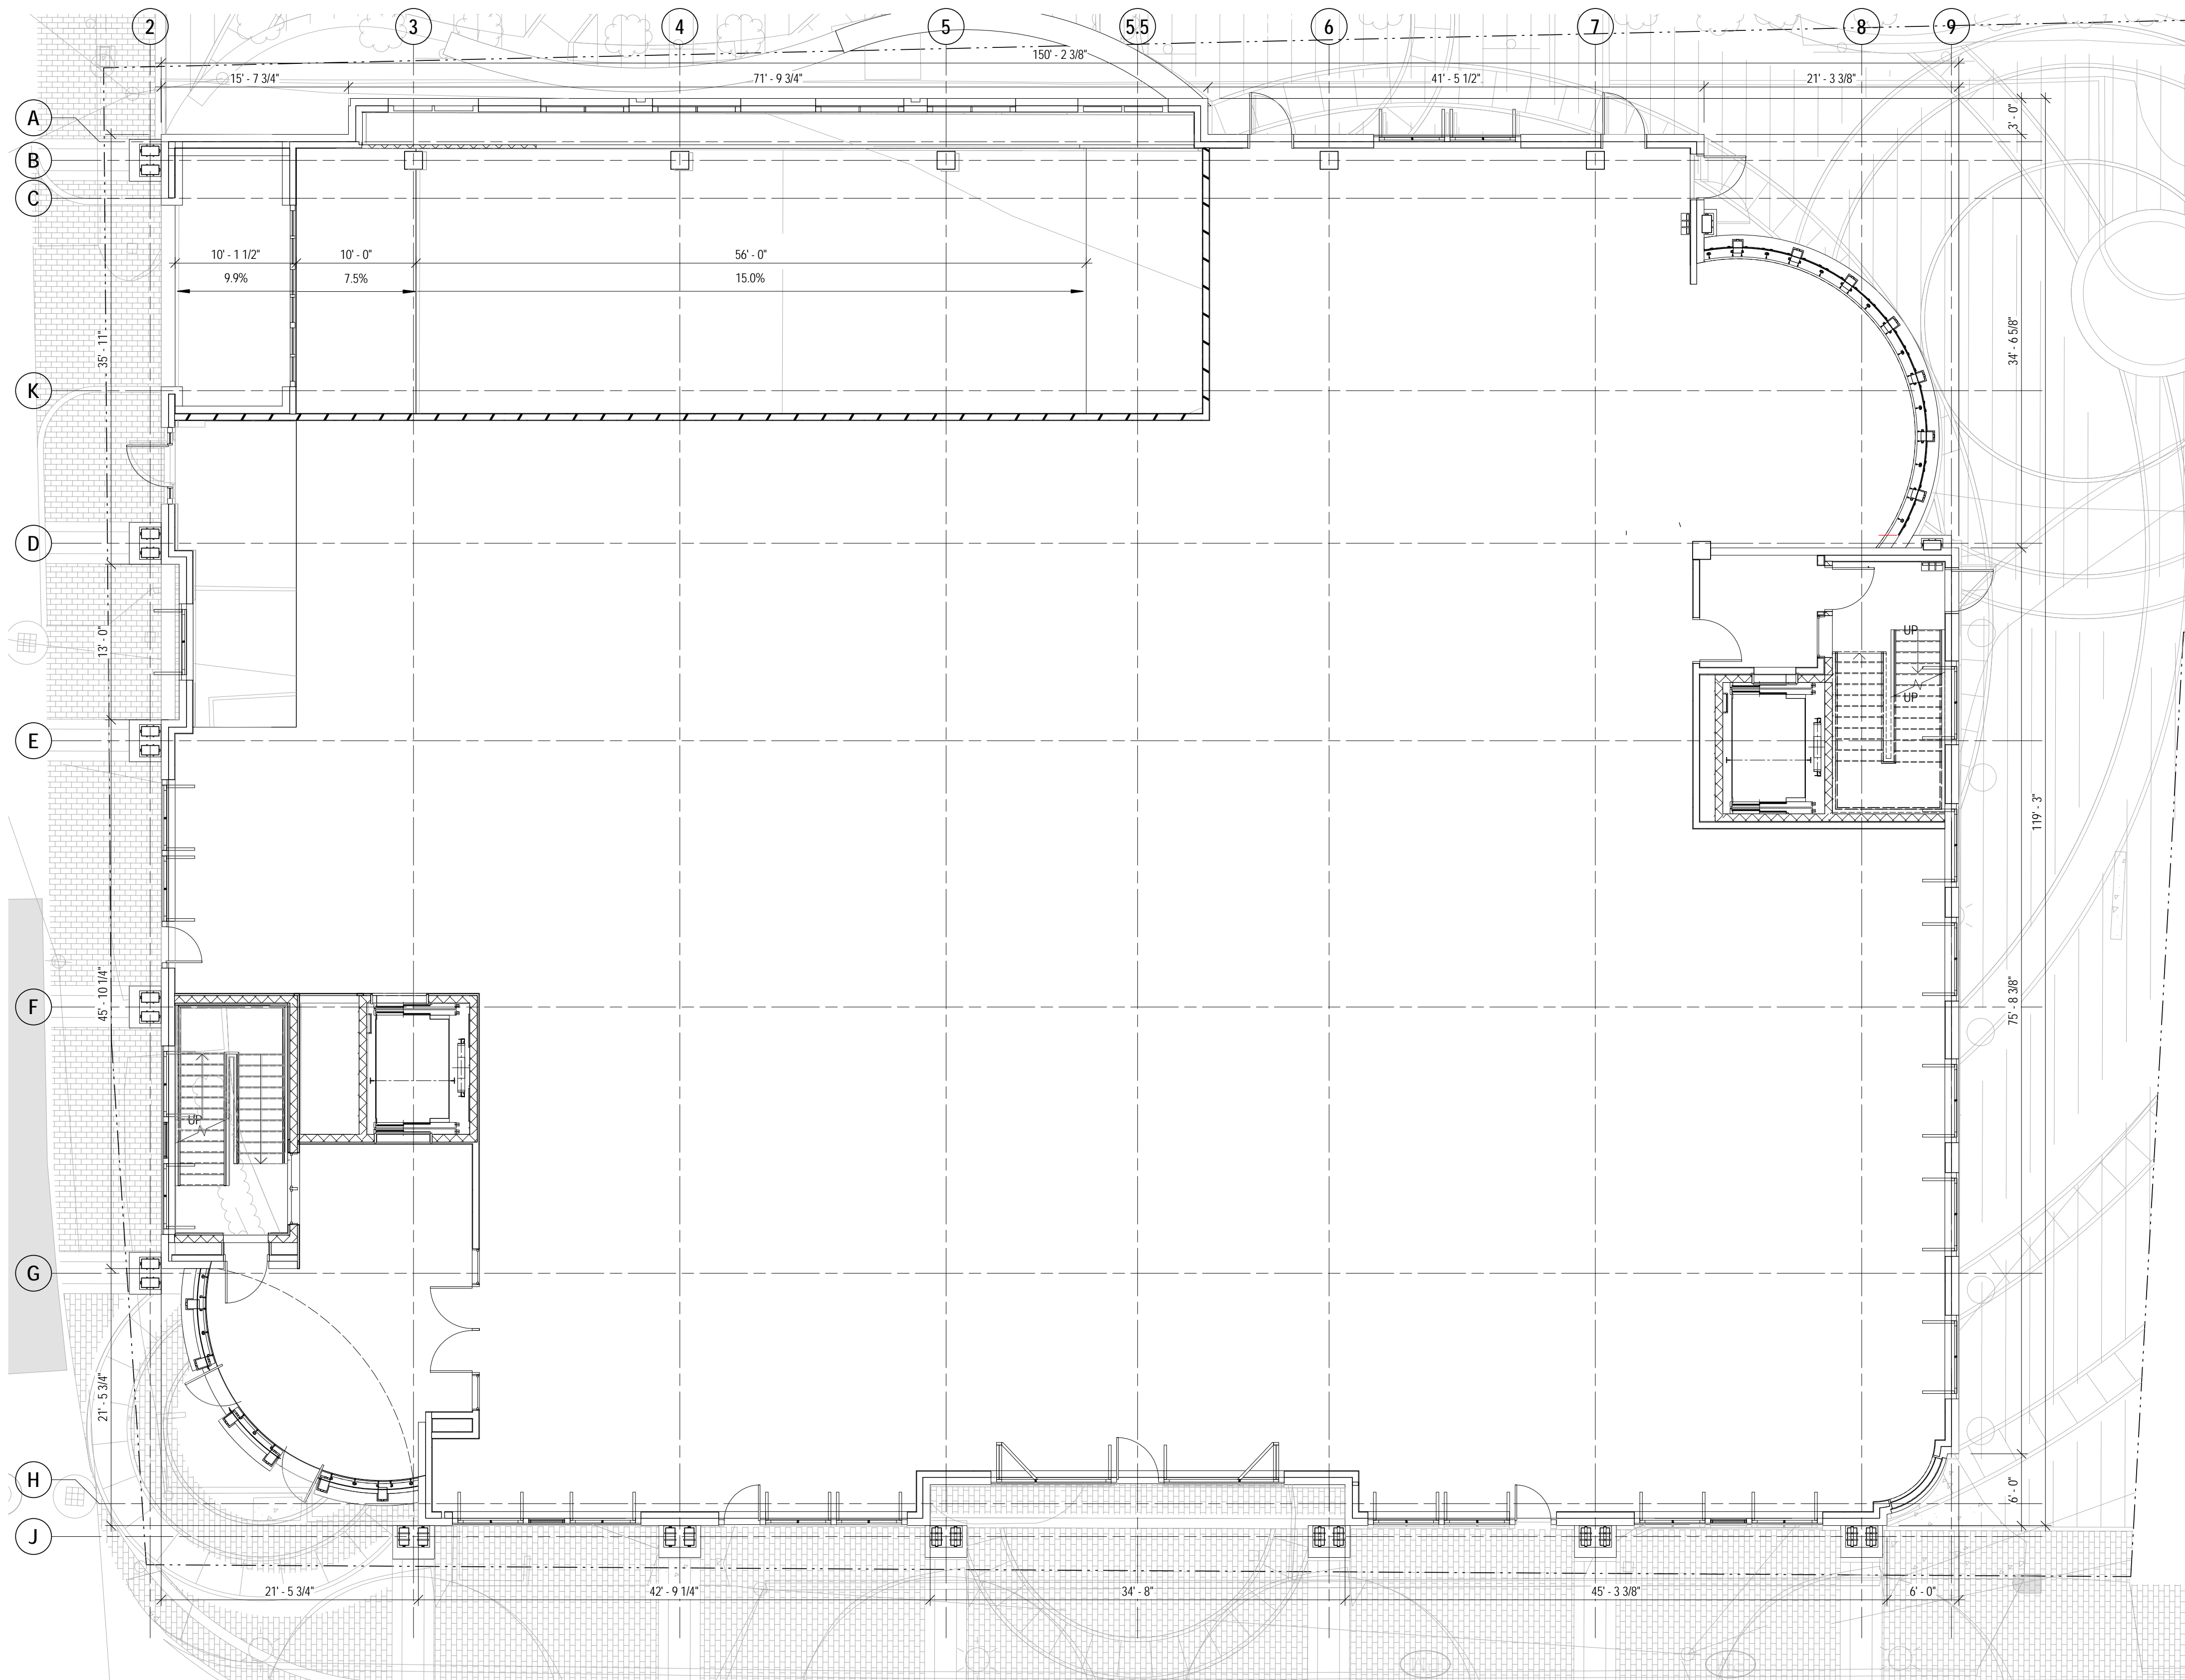 2 3 4 5 5.5 6 7 8 9
150' - 2 3/8"
15' - 7 3/4" 71' - 9 3/4" 41' - 5 1/2" 21' - 3 3/8"
A
3' - 0"
B
C
10' - 1 1/2" 10' - 0" 56' - 0"
9.9% 7.5% 15.0%
35' - 11"
34' - 6 5/8"
K
D
UP
13' - 0"
UP
E
119' - 3"
F
45' - 10 1/4"
75' - 8 3/8"
UP
G
21' - 5 3/4"
H
6' - 0"
J
21' - 5 3/4" 42' - 9 1/4" 34' - 8" 45' - 3 3/8" 6' - 0"